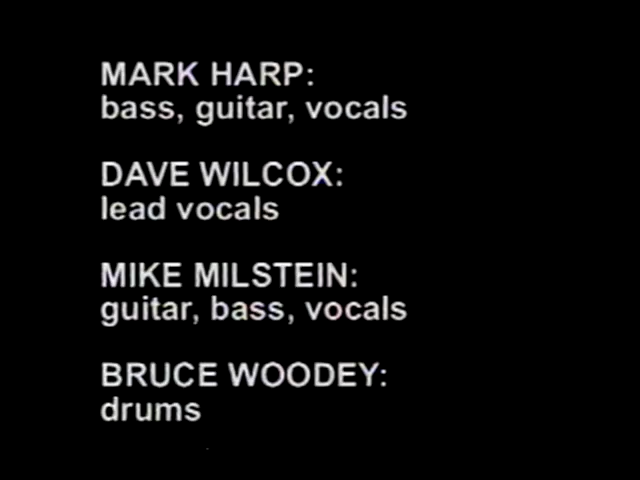 MARK HARP:
bass, guitar, vocals
DAVE WILCOX:
lead vocals
MIKE MILSTEIN:
guitar, bass, vocals
BRUCE WOODEY:
drums